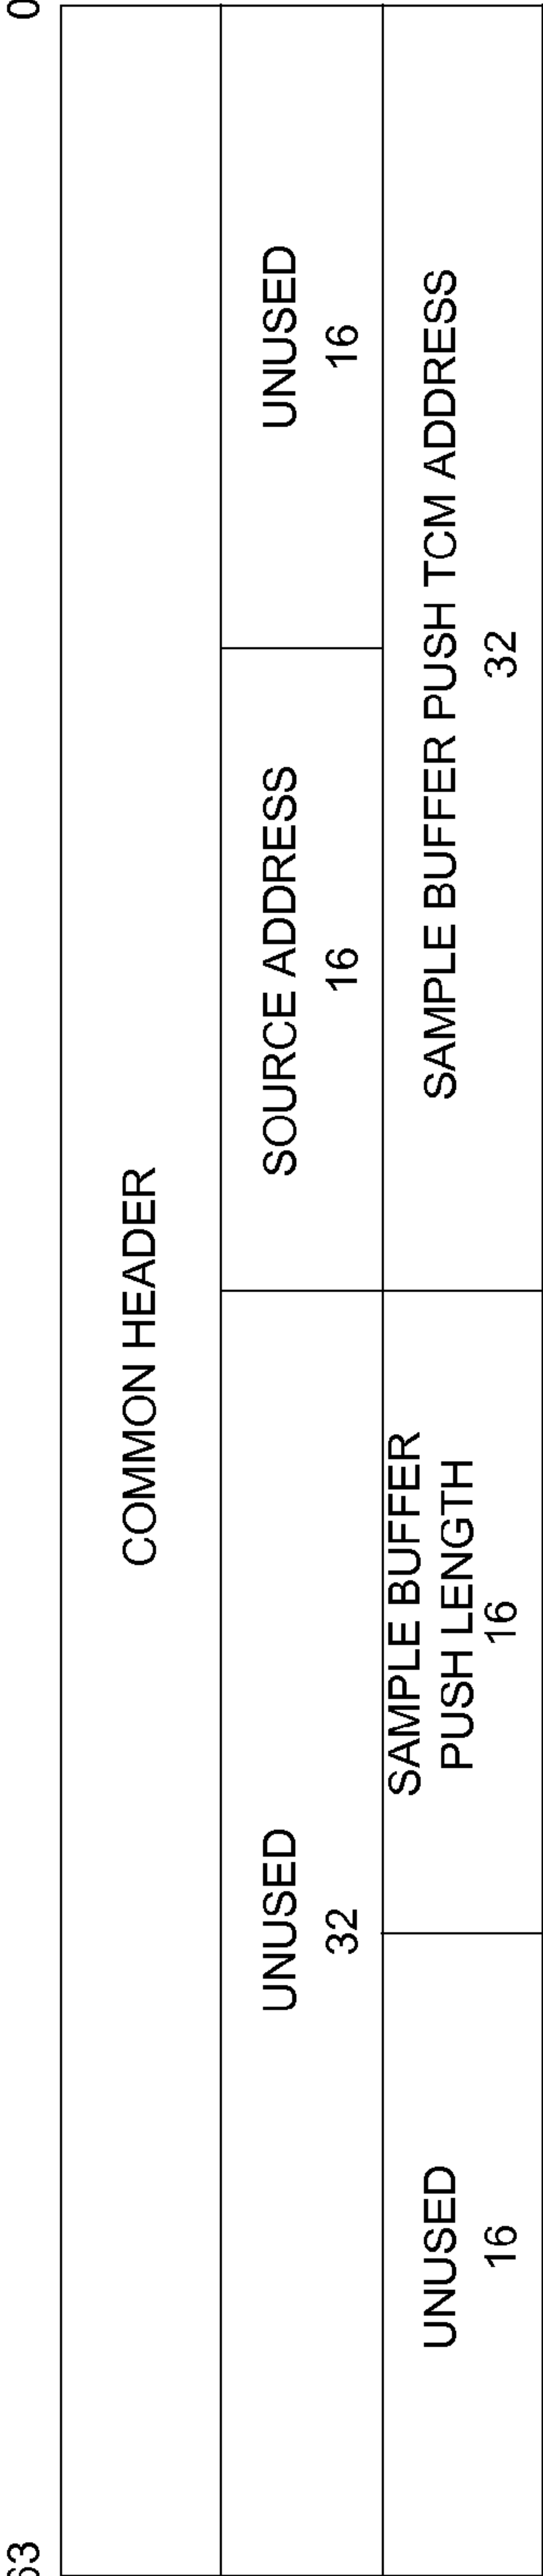 63
0
COMMON HEADER
UNUSED
32
SOURCE ADDRESS
16
UNUSED
16
UNUSED
16
SAMPLE BUFFER
PUSH LENGTH
16
SAMPLE BUFFER PUSH TCM ADDRESS
32